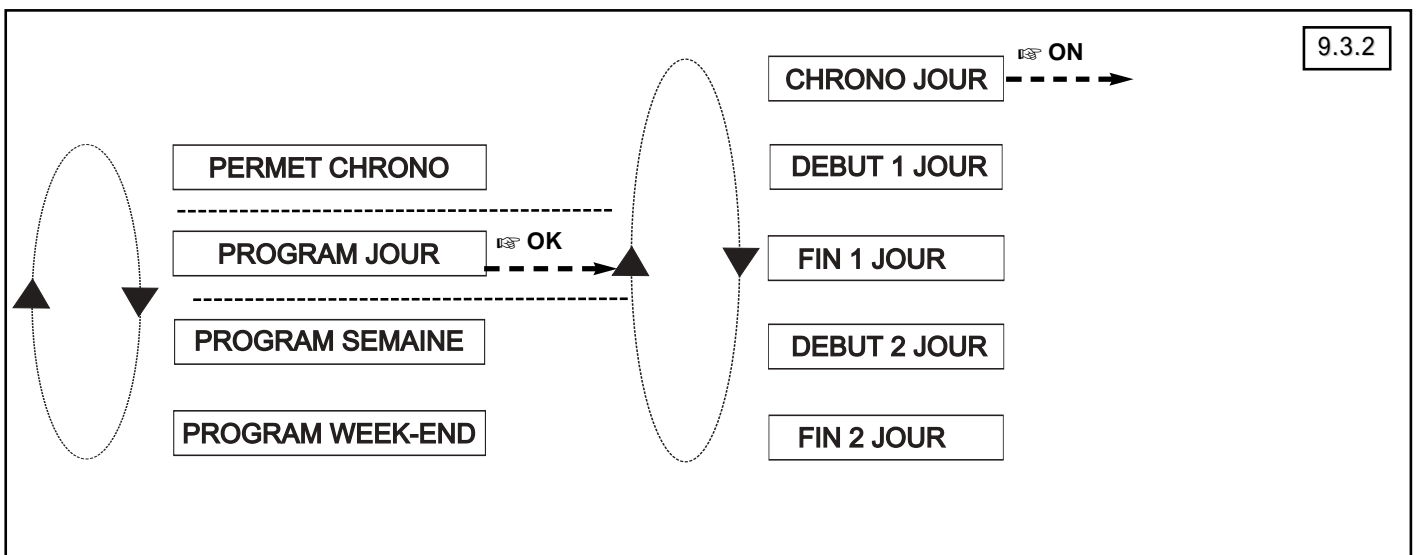 9.3.2
PERMET CHRONO
PROGRAM JOUR
☞ OK
PROGRAM SEMAINE
PROGRAM WEEK-END
CHRONO JOUR
☞ ON
DEBUT 1 JOUR
FIN 1 JOUR
DEBUT 2 JOUR
FIN 2 JOUR